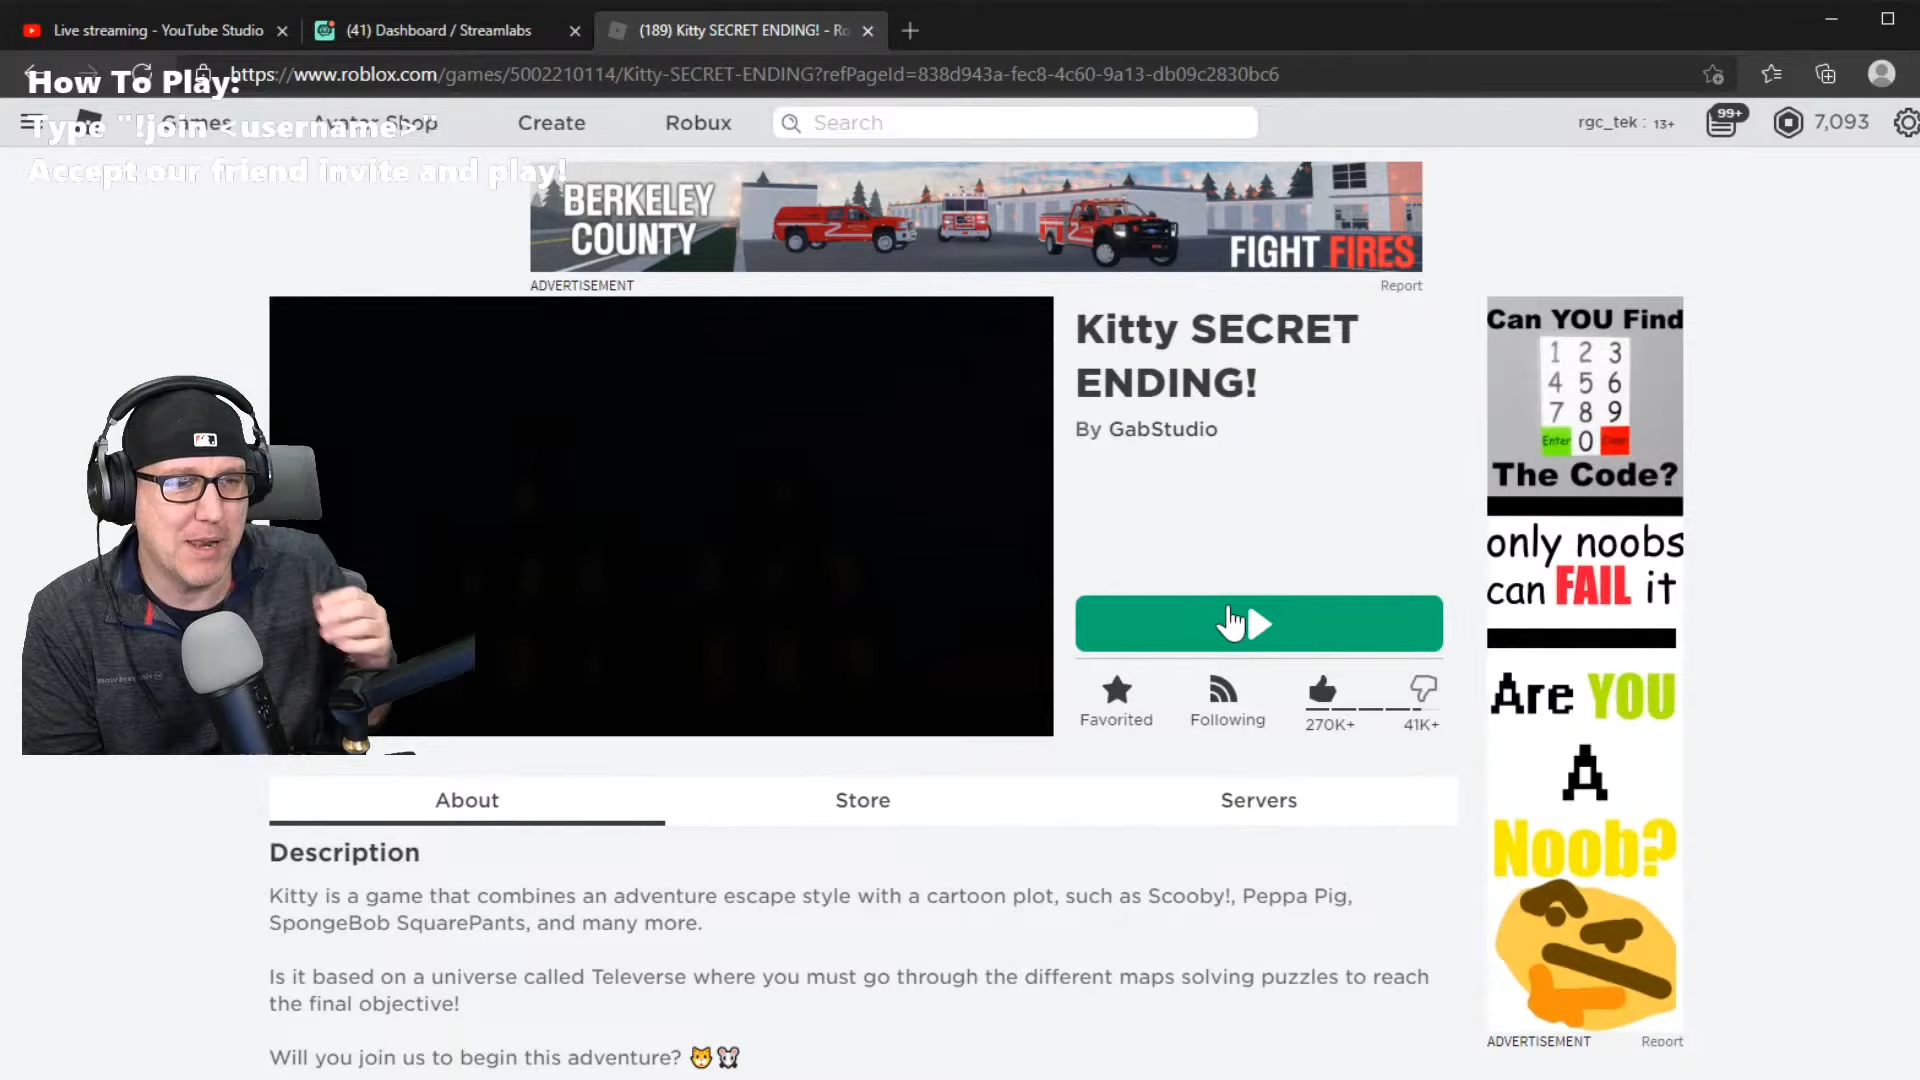 Live streaming - YouTube Studio
(41) Dashboard / Streamlabs
(189) Kitty SECRET ENDING! - Ro
https://www.roblox.com/games/5002210114/Kitty-SECRET-ENDING?refPageId=838d943a-fec8-4c60-9a13-db09c2830bc6
How To Play:
Type "!join <username>"
Accept our friend invite and play!
Games
Avatar Shop
Create
Robux
Search
rgc_tek : 13+
99+
7,093
BERKELEY
COUNTY
FIGHT FIRES
ADVERTISEMENT
Report
Kitty SECRET
ENDING!
By GabStudio
Favorited
Following
270K+
41K+
Can YOU Find
1 2 3
4 5 6
7 8 9
Enter 0
The Code?
only noobs
can FAIL it
Are YOU
A
Noob?
ADVERTISEMENT
Report
About
Store
Servers
Description
Kitty is a game that combines an adventure escape style with a cartoon plot, such as Scooby!, Peppa Pig,
SpongeBob SquarePants, and many more.
Is it based on a universe called Televerse where you must go through the different maps solving puzzles to reach
the final objective!
Will you join us to begin this adventure? 🐱🐭